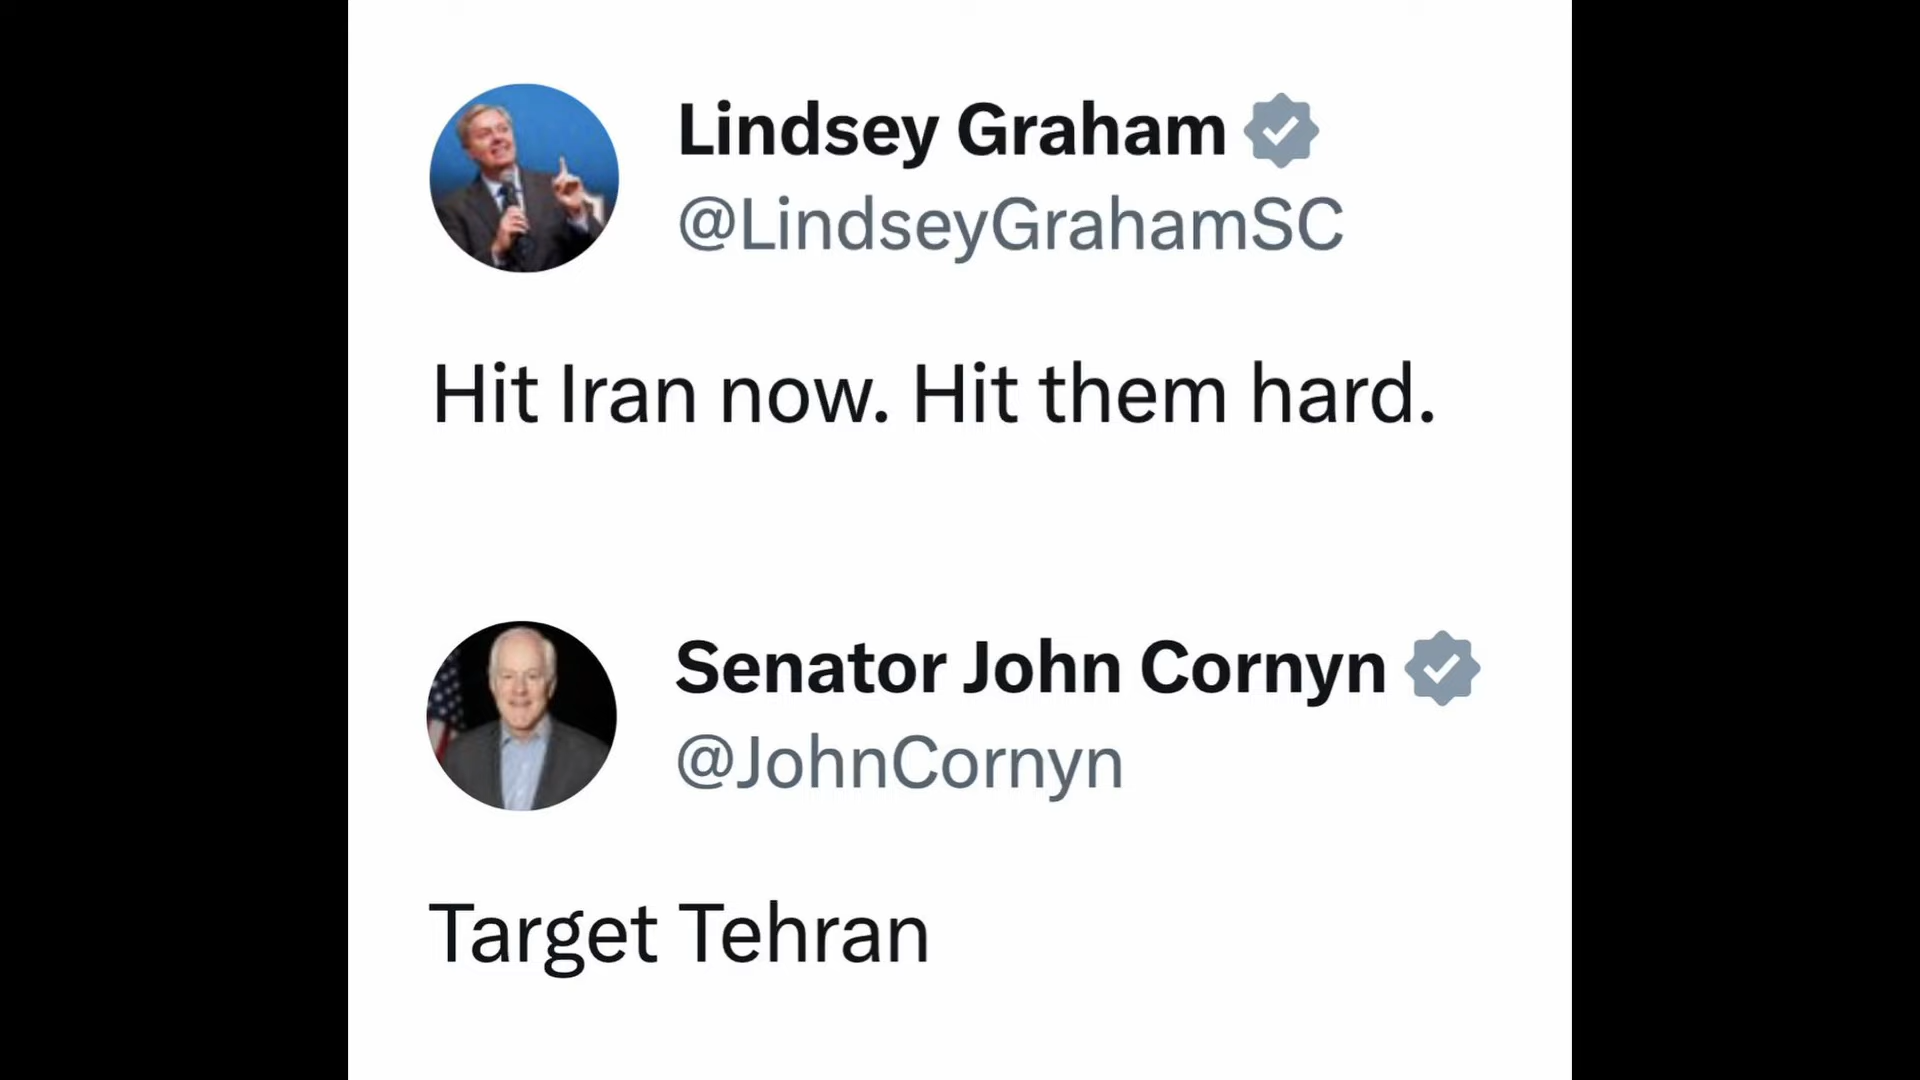 Lindsey Graham
@LindseyGrahamSC
Hit Iran now. Hit them hard.
Senator John Cornyn
@JohnCornyn
Target Tehran